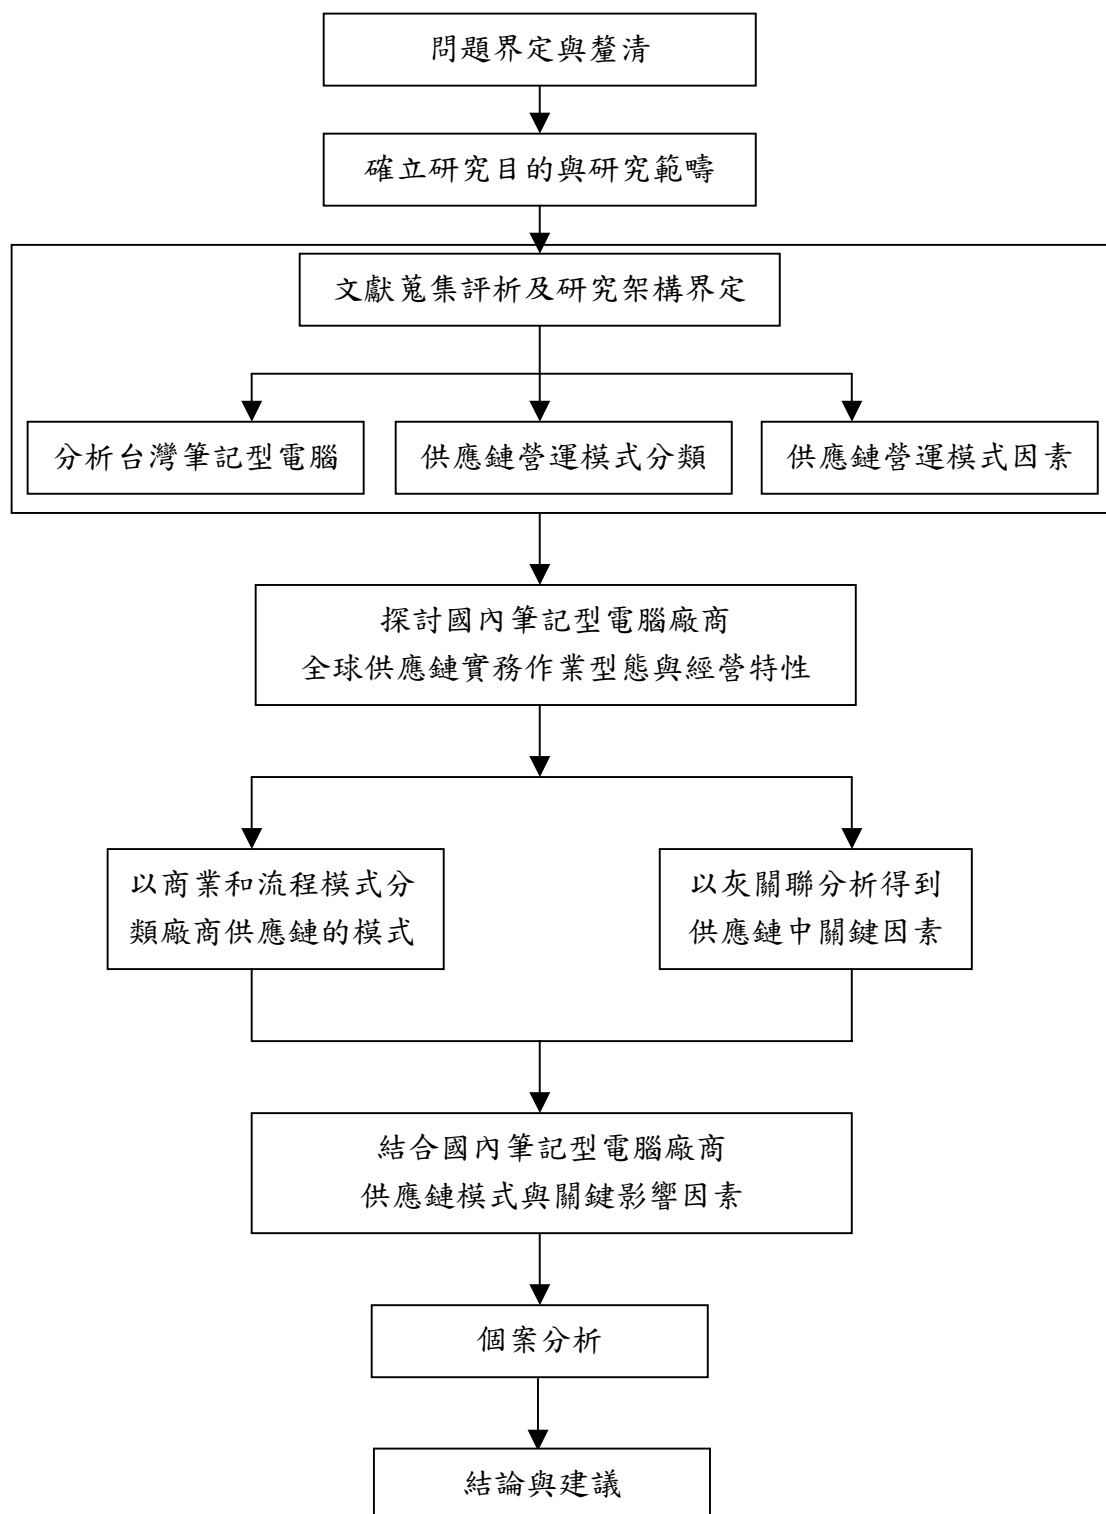 問題界定與釐清
確立研究目的與研究範疇
文獻蒐集評析及研究架構界定
分析台灣筆記型電腦
供應鏈營運模式分類
供應鏈營運模式因素
探討國內筆記型電腦廠商
全球供應鏈實務作業型態與經營特性
以商業和流程模式分
類廠商供應鏈的模式
以灰關聯分析得到
供應鏈中關鍵因素
結合國內筆記型電腦廠商
供應鏈模式與關鍵影響因素
個案分析
結論與建議